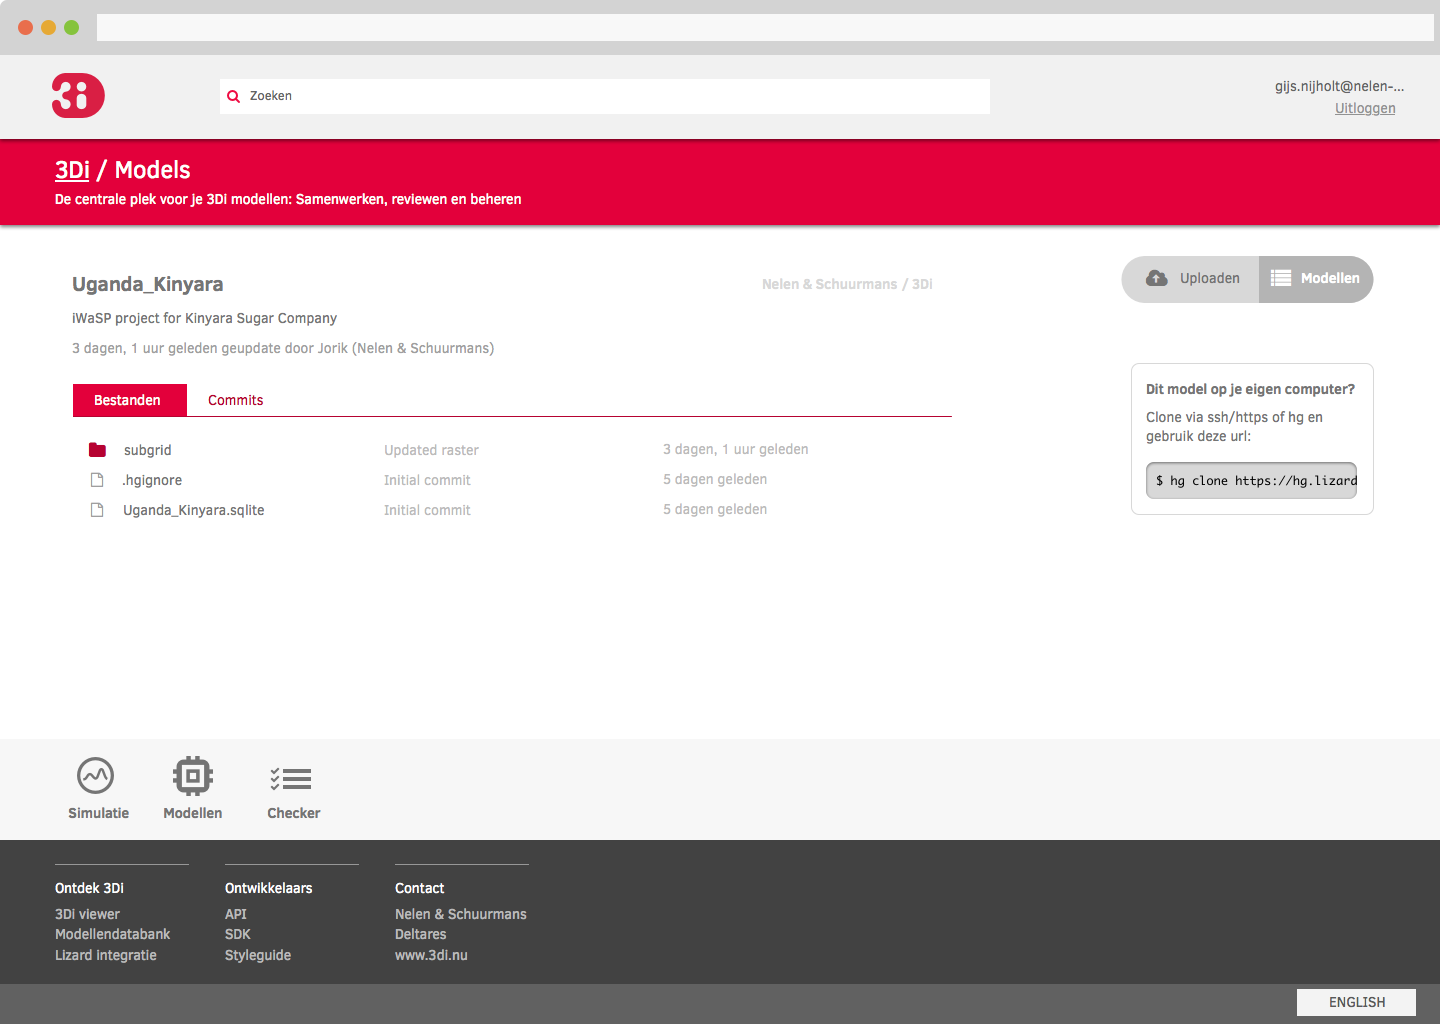 3i
Zoeken
gijs.nijholt@nelen-...
Uitloggen
3Di / Models
De centrale plek voor je 3Di modellen: Samenwerken, reviewen en beheren
Uganda_Kinyara
Nelen & Schuurmans / 3Di
Uploaden
Modellen
iWaSP project for Kinyara Sugar Company
3 dagen, 1 uur geleden geupdate door Jorik (Nelen & Schuurmans)
Bestanden
Commits
subgrid
Updated raster
3 dagen, 1 uur geleden
.hgignore
Initial commit
5 dagen geleden
Uganda_Kinyara.sqlite
Initial commit
5 dagen geleden
Dit model op je eigen computer?
Clone via ssh/https of hg en
gebruik deze url:
$ hg clone https://hg.lizard
Simulatie
Modellen
Checker
Ontdek 3Di
3Di viewer
Modellendatabank
Lizard integratie
Ontwikkelaars
API
SDK
Styleguide
Contact
Nelen & Schuurmans
Deltares
www.3di.nu
ENGLISH